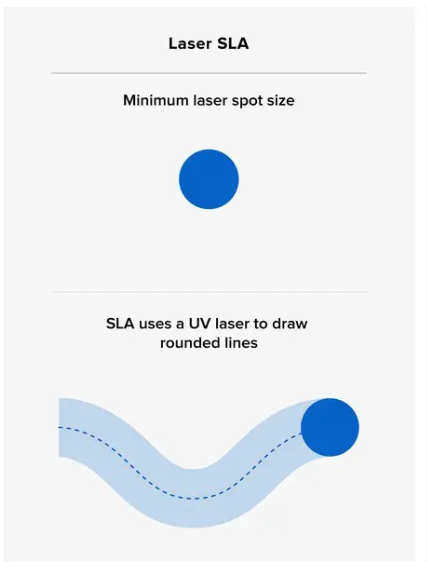 Laser SLA
Minimum laser spot size
SLA uses a UV laser to draw
rounded lines